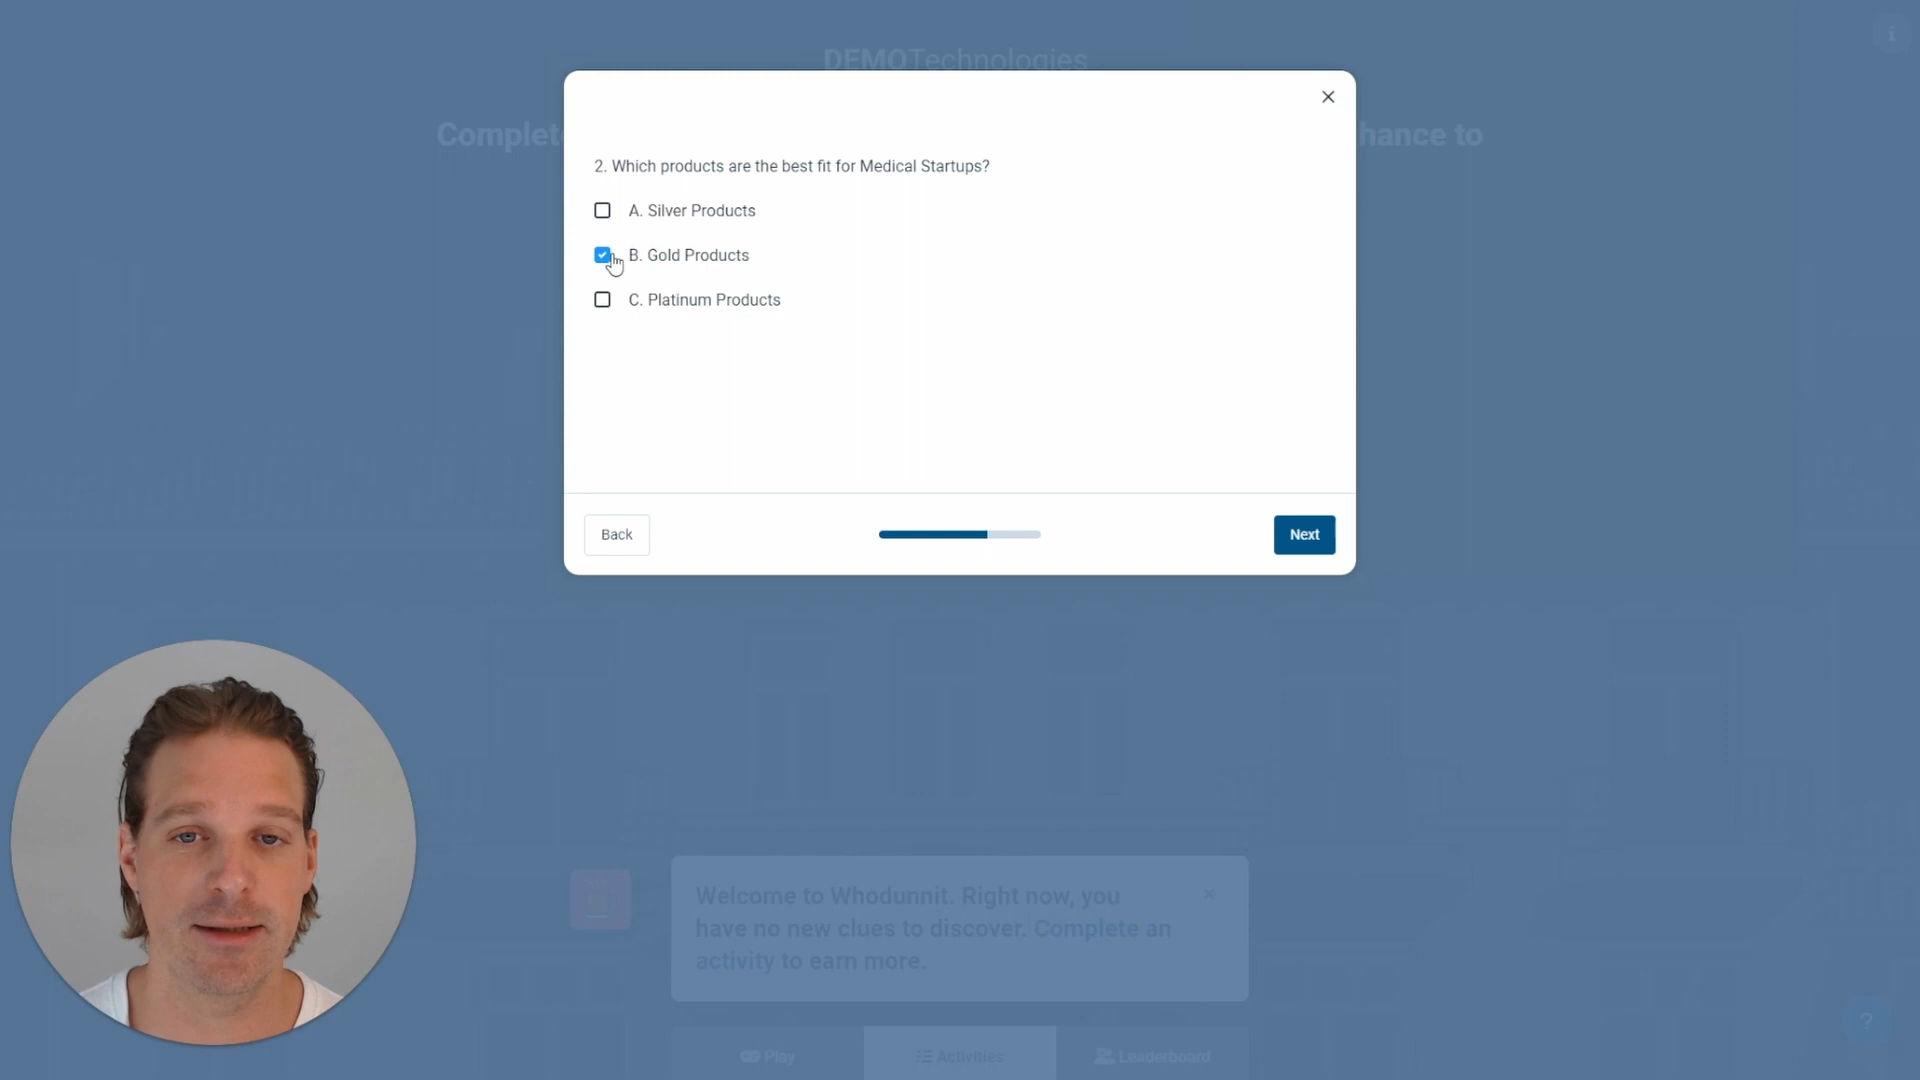 DEMOTechnologies
Complete
hance to
2. Which products are the best fit for Medical Startups?
A. Silver Products
B. Gold Products
C. Platinum Products
Back
Next
Welcome to Whodunnit. Right now, you
have no new clues to discover. Complete an
activity to earn more.
Play
Activities
Leaderboard
?